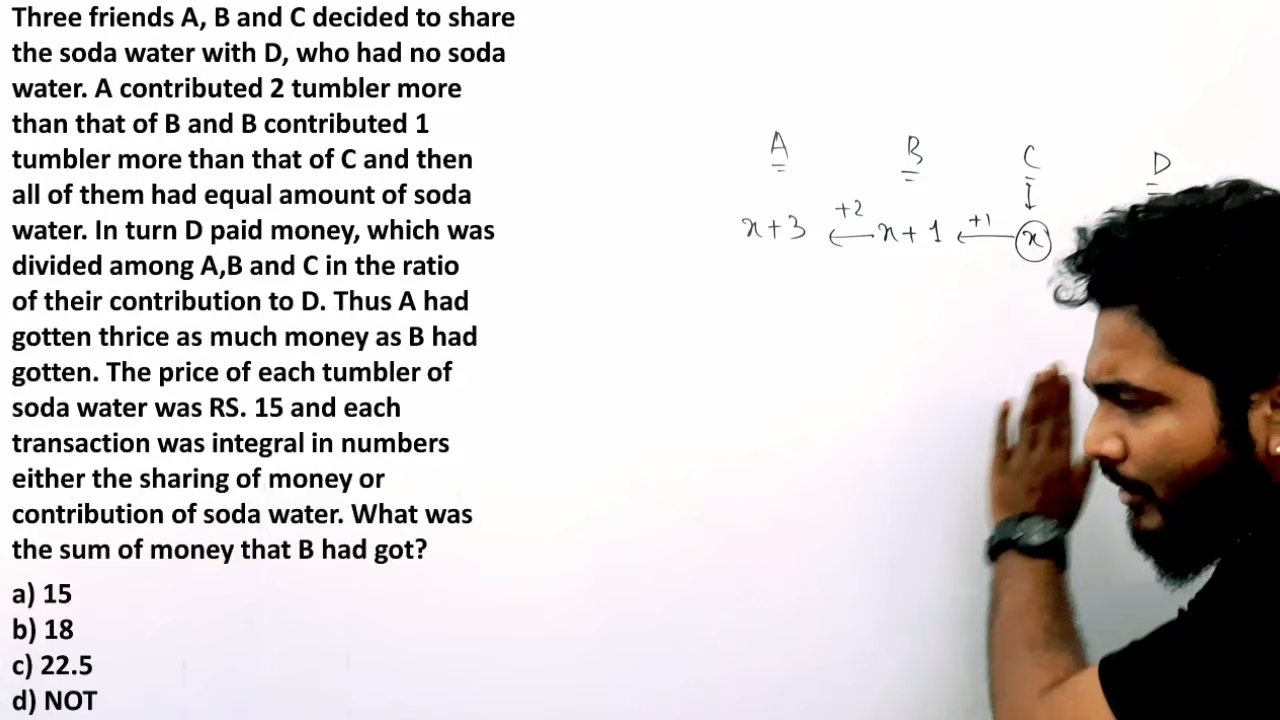 Three friends A, B and C decided to share
the soda water with D, who had no soda
water. A contributed 2 tumbler more
than that of B and B contributed 1
tumbler more than that of C and then
all of them had equal amount of soda
water. In turn D paid money, which was
divided among A,B and C in the ratio
of their contribution to D. Thus A had
gotten thrice as much money as B had
gotten. The price of each tumbler of
soda water was RS. 15 and each
transaction was integral in numbers
either the sharing of money or
contribution of soda water. What was
the sum of money that B had got?
a) 15
b) 18
c) 22.5
d) NOT
A B C D
x+3 +2 x+1 +1 x